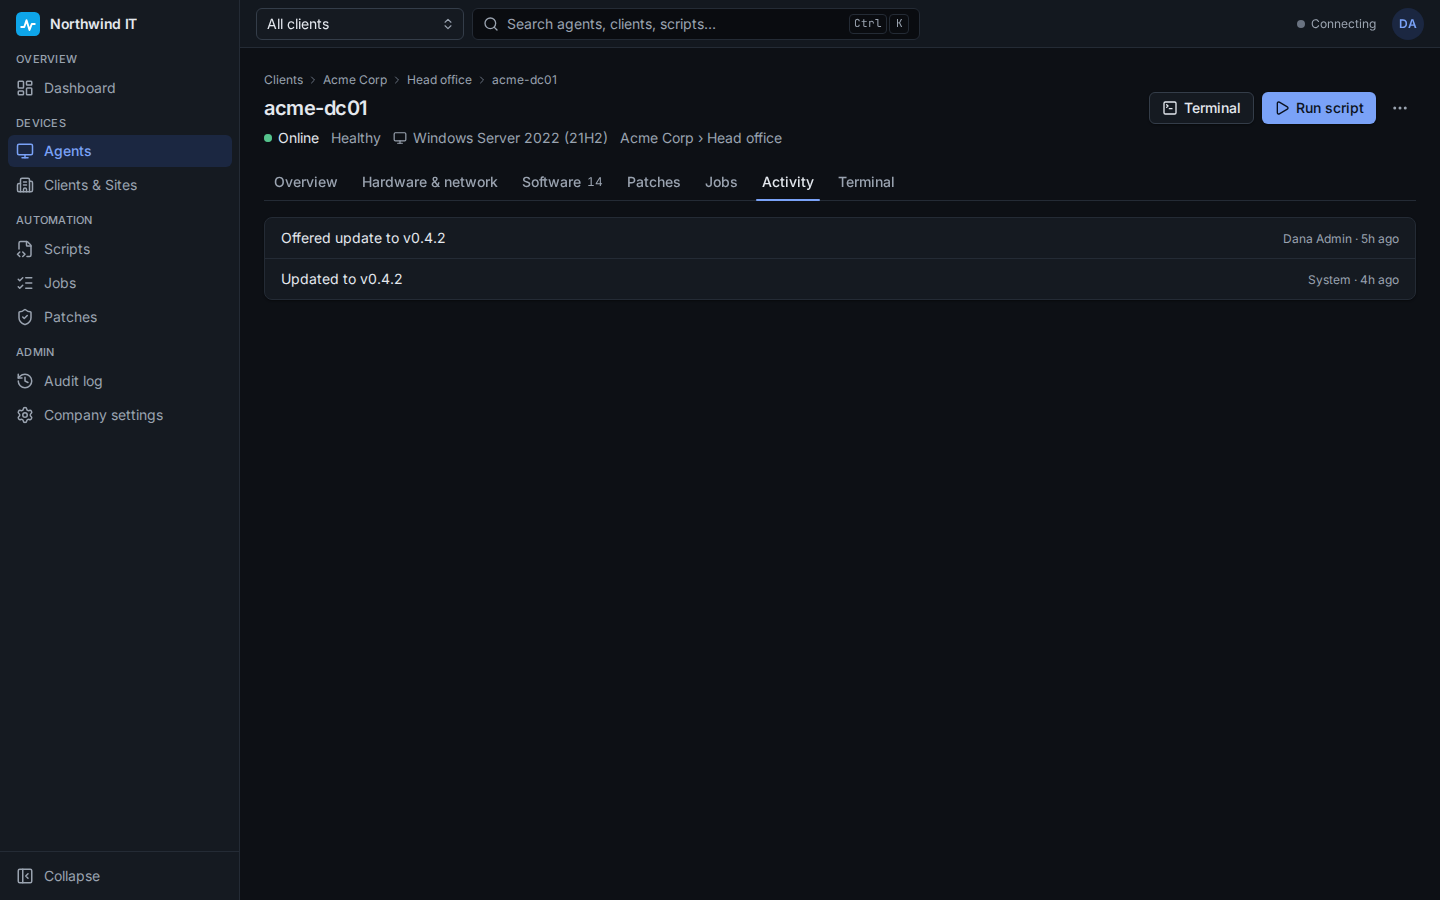 Northwind IT
OVERVIEW
Dashboard
DEVICES
Agents
Clients & Sites
AUTOMATION
Scripts
Jobs
Patches
ADMIN
Audit log
Company settings
Collapse
All clients
Search agents, clients, scripts...
Ctrl K
Connecting
DA
Clients > Acme Corp > Head office > acme-dc01
acme-dc01
Terminal
Run script
Online Healthy Windows Server 2022 (21H2) Acme Corp › Head office
Overview Hardware & network Software 14 Patches Jobs Activity Terminal
Offered update to v0.4.2 Dana Admin · 5h ago
Updated to v0.4.2 System · 4h ago